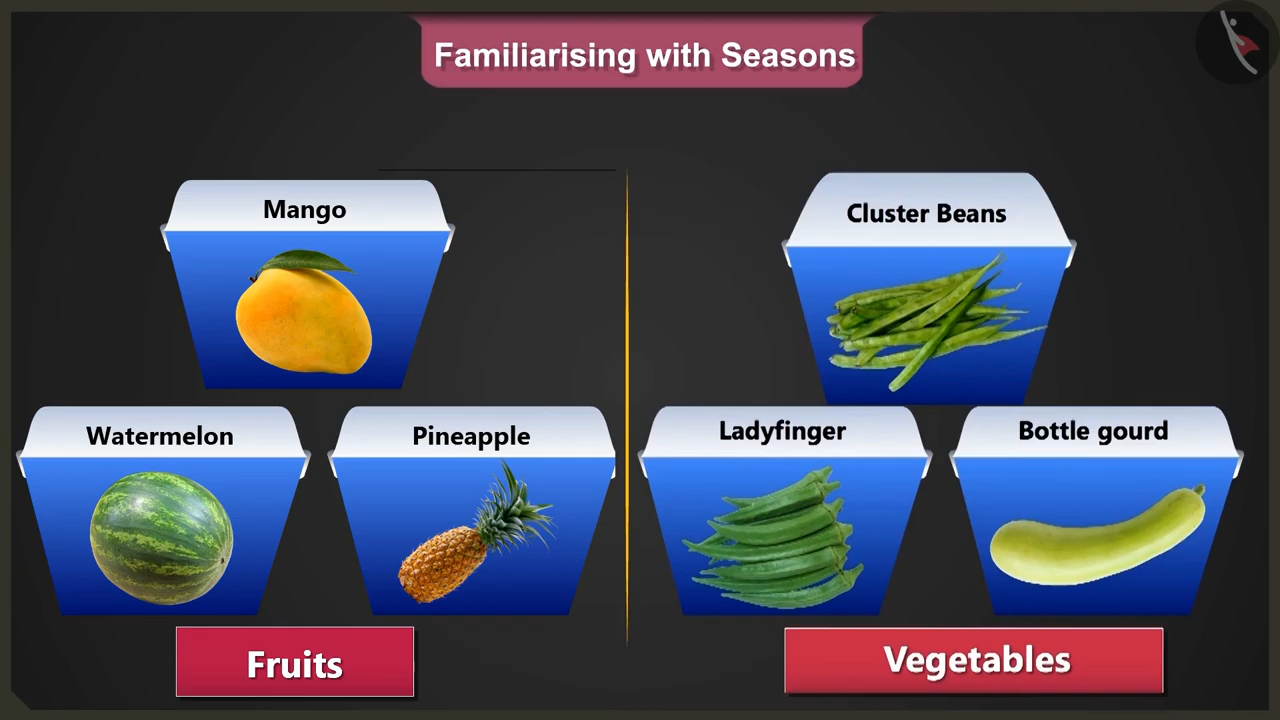 Familiarising with Seasons
Mango
Cluster Beans
Watermelon
Pineapple
Ladyfinger
Bottle gourd
Fruits
Vegetables